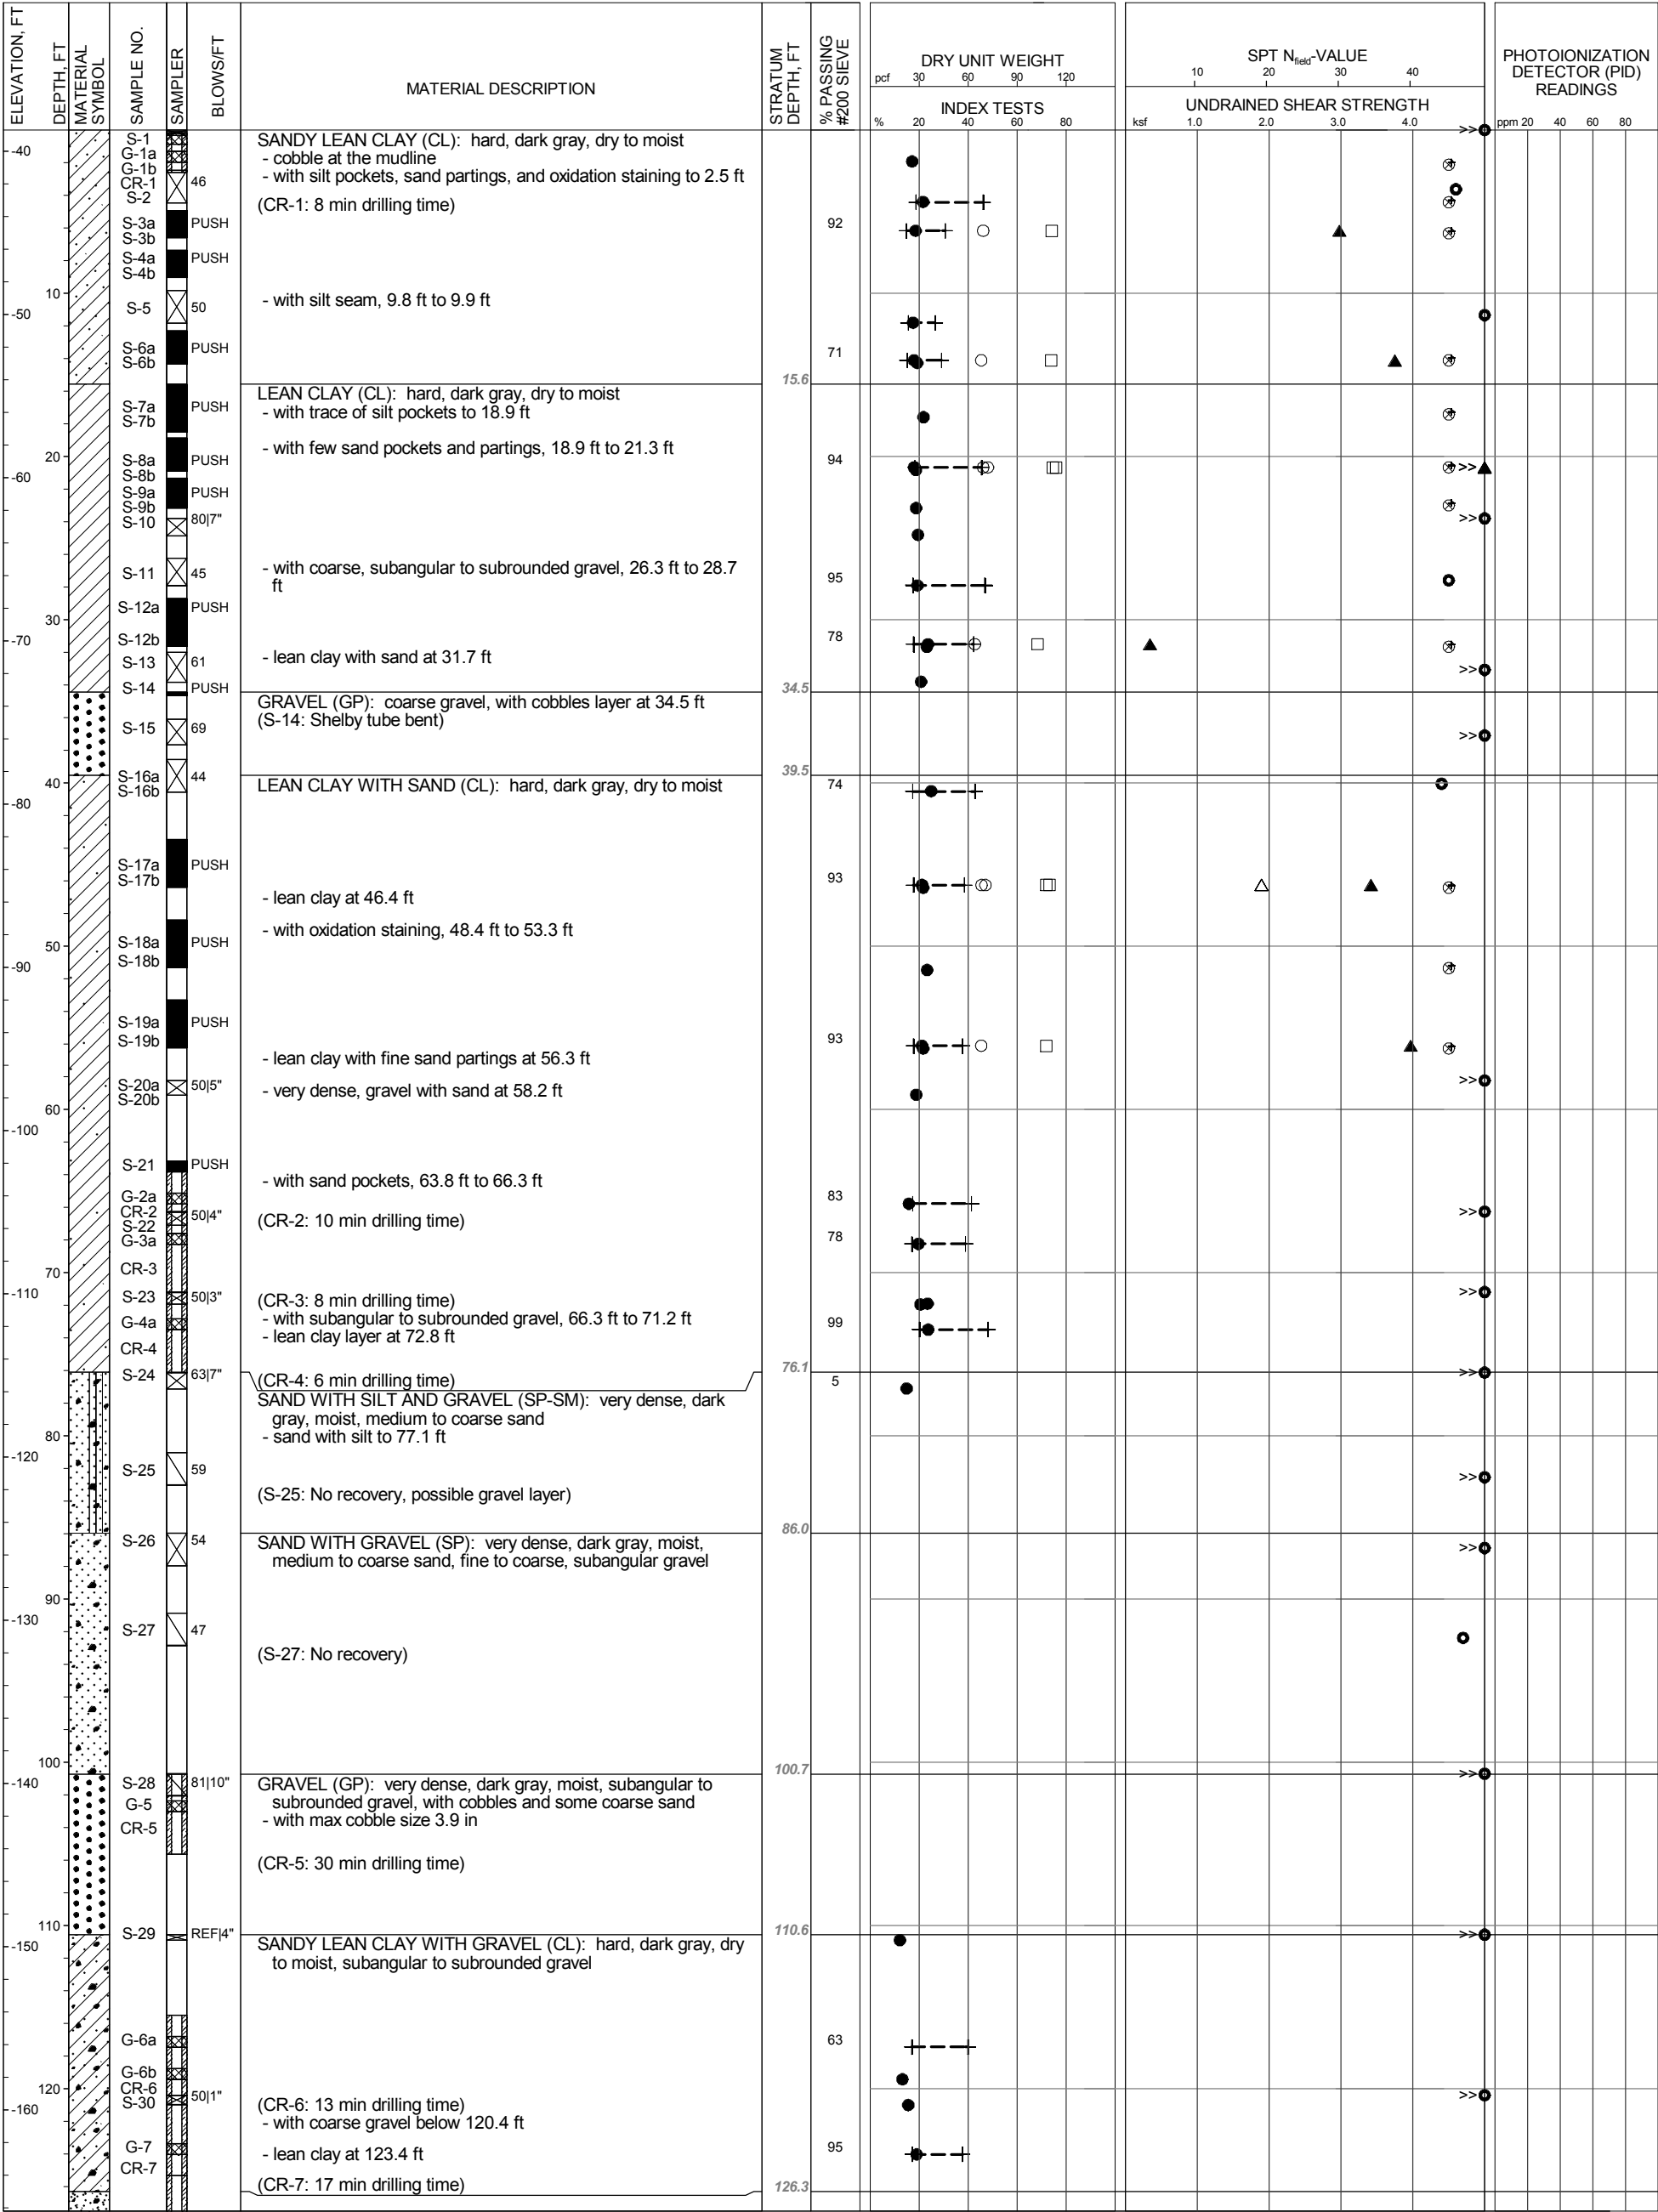 ELEVATION, FT
DEPTH, FT
MATERIAL SYMBOL
SAMPLE NO.
SAMPLER
BLOWS/FT
MATERIAL DESCRIPTION
STRATUM DEPTH, FT
% PASSING #200 SIEVE
DRY UNIT WEIGHT
pcf 30 60 90 120
INDEX TESTS
% 20 40 60 80
SPT Nfield-VALUE
10 20 30 40
UNDRAINED SHEAR STRENGTH
ksf 1.0 2.0 3.0 4.0
PHOTOIONIZATION DETECTOR (PID) READINGS
ppm 20 40 60 80
>>
S-1
SANDY LEAN CLAY (CL): hard, dark gray, dry to moist
-40
G-1a
- cobble at the mudline
G-1b
- with silt pockets, sand partings, and oxidation staining to 2.5 ft
CR-1
46
S-2
(CR-1: 8 min drilling time)
S-3a
PUSH
92
S-3b
S-4a
PUSH
S-4b
10
- with silt seam, 9.8 ft to 9.9 ft
S-5
50
-50
S-6a
PUSH
71
S-6b
15.6
LEAN CLAY (CL): hard, dark gray, dry to moist
S-7a
PUSH
- with trace of silt pockets to 18.9 ft
S-7b
- with few sand pockets and partings, 18.9 ft to 21.3 ft
20
S-8a
PUSH
94
>>
S-8b
-60
S-9a
PUSH
S-9b
S-10
80|7"
>>
S-11
45
- with coarse, subangular to subrounded gravel, 26.3 ft to 28.7
ft
95
S-12a
PUSH
30
-70
S-12b
78
S-13
61
- lean clay with sand at 31.7 ft
>>
S-14
PUSH
34.5
GRAVEL (GP): coarse gravel, with cobbles layer at 34.5 ft
(S-14: Shelby tube bent)
S-15
69
>>
39.5
S-16a
44
40
S-16b
LEAN CLAY WITH SAND (CL): hard, dark gray, dry to moist
74
-80
S-17a
PUSH
93
S-17b
- lean clay at 46.4 ft
- with oxidation staining, 48.4 ft to 53.3 ft
50
S-18a
PUSH
S-18b
-90
S-19a
PUSH
93
S-19b
- lean clay with fine sand partings at 56.3 ft
S-20a
50|5"
- very dense, gravel with sand at 58.2 ft
>>
S-20b
60
-100
S-21
PUSH
- with sand pockets, 63.8 ft to 66.3 ft
G-2a
83
CR-2
50|4"
(CR-2: 10 min drilling time)
>>
S-22
G-3a
78
CR-3
70
-110
S-23
50|3"
(CR-3: 8 min drilling time)
>>
- with subangular to subrounded gravel, 66.3 ft to 71.2 ft
G-4a
- lean clay layer at 72.8 ft
99
CR-4
76.1
S-24
63|7"
(CR-4: 6 min drilling time)
5
>>
SAND WITH SILT AND GRAVEL (SP-SM): very dense, dark
gray, moist, medium to coarse sand
- sand with silt to 77.1 ft
80
-120
S-25
59
>>
(S-25: No recovery, possible gravel layer)
86.0
S-26
54
SAND WITH GRAVEL (SP): very dense, dark gray, moist,
medium to coarse sand, fine to coarse, subangular gravel
>>
90
-130
S-27
47
(S-27: No recovery)
100
100.7
-140
S-28
81|10"
GRAVEL (GP): very dense, dark gray, moist, subangular to
>>
G-5
subrounded gravel, with cobbles and some coarse sand
- with max cobble size 3.9 in
CR-5
(CR-5: 30 min drilling time)
110
110.6
S-29
REF|4"
>>
-150
SANDY LEAN CLAY WITH GRAVEL (CL): hard, dark gray, dry
to moist, subangular to subrounded gravel
G-6a
63
G-6b
120
CR-6
50|1"
>>
S-30
(CR-6: 13 min drilling time)
-160
- with coarse gravel below 120.4 ft
G-7
- lean clay at 123.4 ft
95
CR-7
(CR-7: 17 min drilling time)
126.3